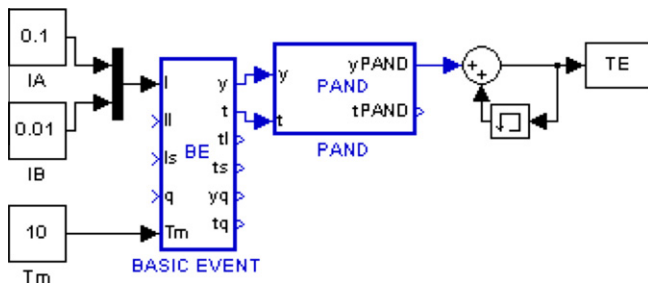 0.1
IA
0.01
IB
10
Tm
I
II
Is
q
Tm
y
t
tI
ts
yq
tq
BE
BASIC EVENT
y
t
yPAND
PAND
tPAND
PAND
+
+
TE